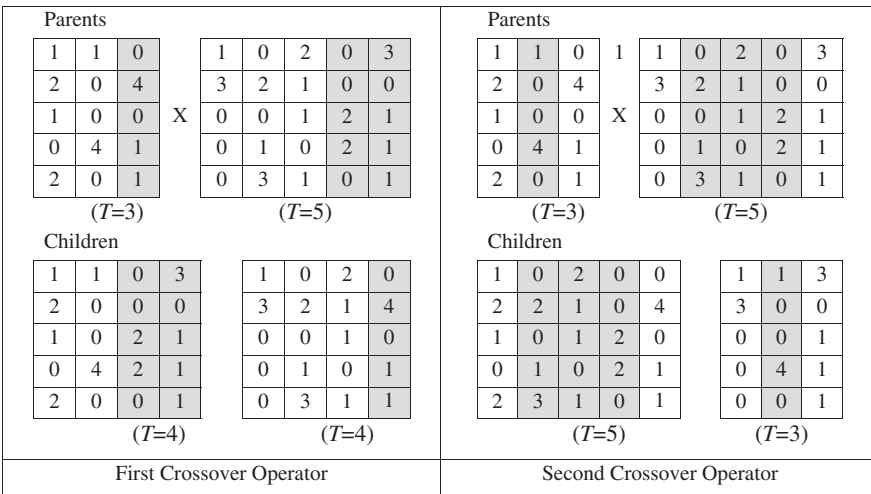 Parents
1 1 0 1 0 2 0 3
2 0 4 3 2 1 0 0
1 0 0 X 0 0 1 2 1
0 4 1 0 1 0 2 1
2 0 1 0 3 1 0 1
(T=3) (T=5)
Children
1 1 0 3 1 0 2 0
2 0 0 0 3 2 1 4
1 0 2 1 0 0 1 0
0 4 2 1 0 1 0 1
2 0 0 1 0 3 1 1
(T=4) (T=4)
First Crossover Operator
Parents
1 1 0 1 1 0 2 0 3
2 0 4 3 2 1 0 0
1 0 0 X 0 0 1 2 1
0 4 1 0 1 0 2 1
2 0 1 0 3 1 0 1
(T=3) (T=5)
Children
1 0 2 0 0 1 1 3
2 2 1 0 4 3 0 0
1 0 1 2 0 0 0 1
0 1 0 2 1 0 4 1
2 3 1 0 1 0 0 1
(T=5) (T=3)
Second Crossover Operator